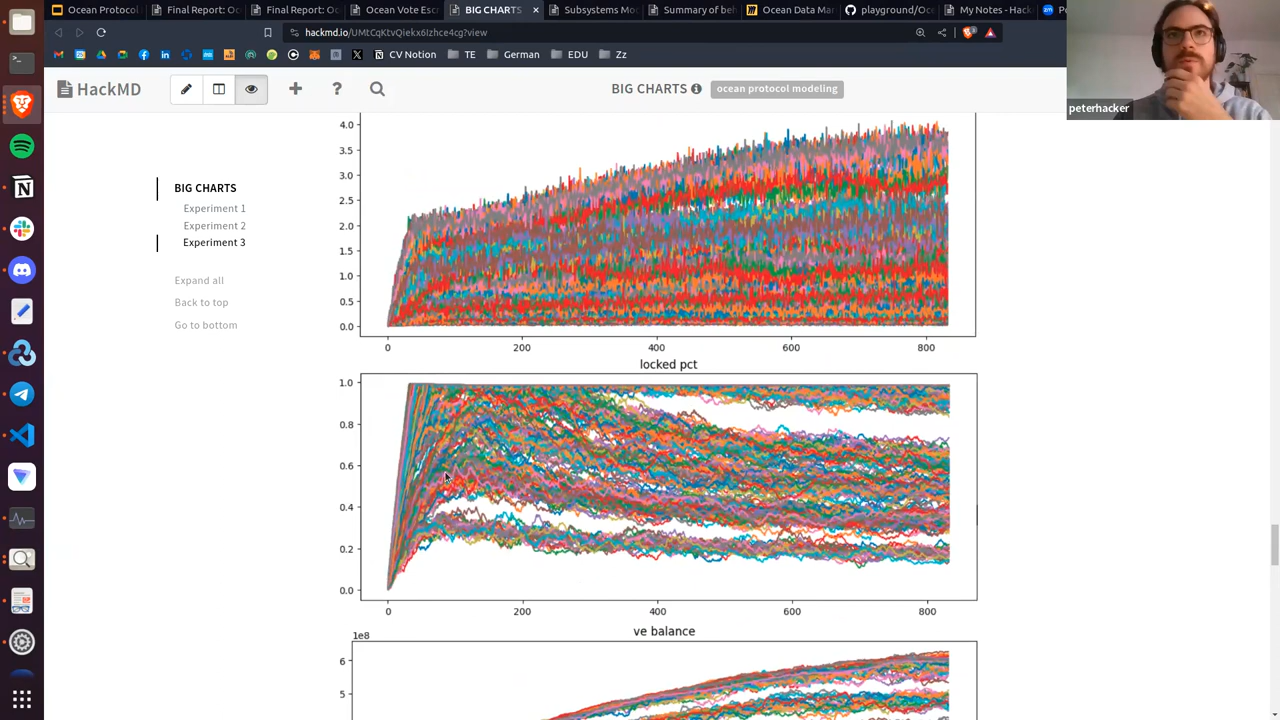 Ocean Protocol
Final Report: Oc
Final Report: Oc
Ocean Vote Esc
BIG CHARTS
Subsystems Mo
Summary of beh
Ocean Data Mar
playground/Oce
My Notes - Hack
Po
hackmd.io/UMtCqKtvQiekx6Izhce4cg?view
CV Notion
TE
German
EDU
Zz
HackMD
BIG CHARTS
ocean protocol modeling
peterhacker
BIG CHARTS
Experiment 1
Experiment 2
Experiment 3
Expand all
Back to top
Go to bottom
4.0
3.5
3.0
2.5
2.0
1.5
1.0
0.5
0.0
0 200 400 600 800
locked pct
1.0
0.8
0.6
0.4
0.2
0.0
0 200 400 600 800
ve balance
1e8
6
5